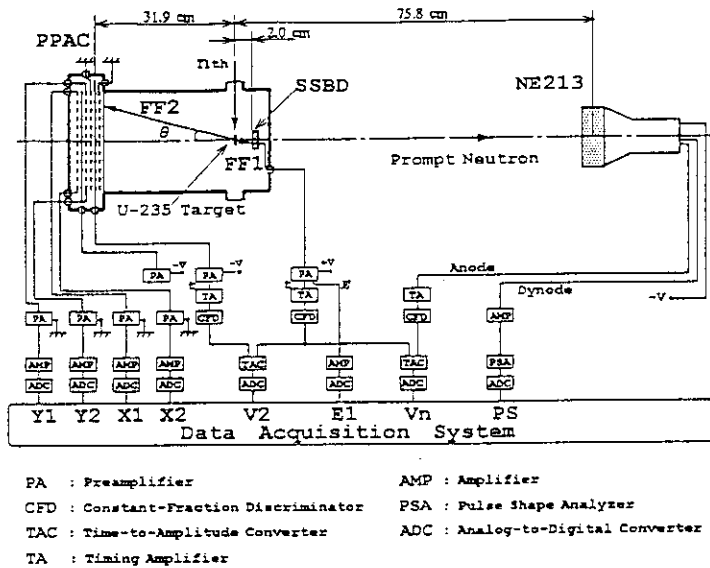 31.9 cm
75.8 cm
2.0 cm
PPAC
nth
SSBD
NE213
FF2
θ
FF1
Prompt Neutron
U-235 Target
-V
-V
+V
PA
PA
PA
E
Anode
TA
TA
TA
Dynode
-V
PA
PA
PA
PA
CFD
CFD
CFD
AMP
AMP
AMP
AMP
AMP
TAC
AMP
TAC
PSA
ADC
ADC
ADC
ADC
ADC
ADC
ADC
ADC
Y1 Y2 X1 X2 V2 E1 Vn PS
Data Acquisition System
PA : Preamplifier
AMP : Amplifier
CFD : Constant-Fraction Discriminator
PSA : Pulse Shape Analyzer
TAC : Time-to-Amplitude Converter
ADC : Analog-to-Digital Converter
TA : Timing Amplifier